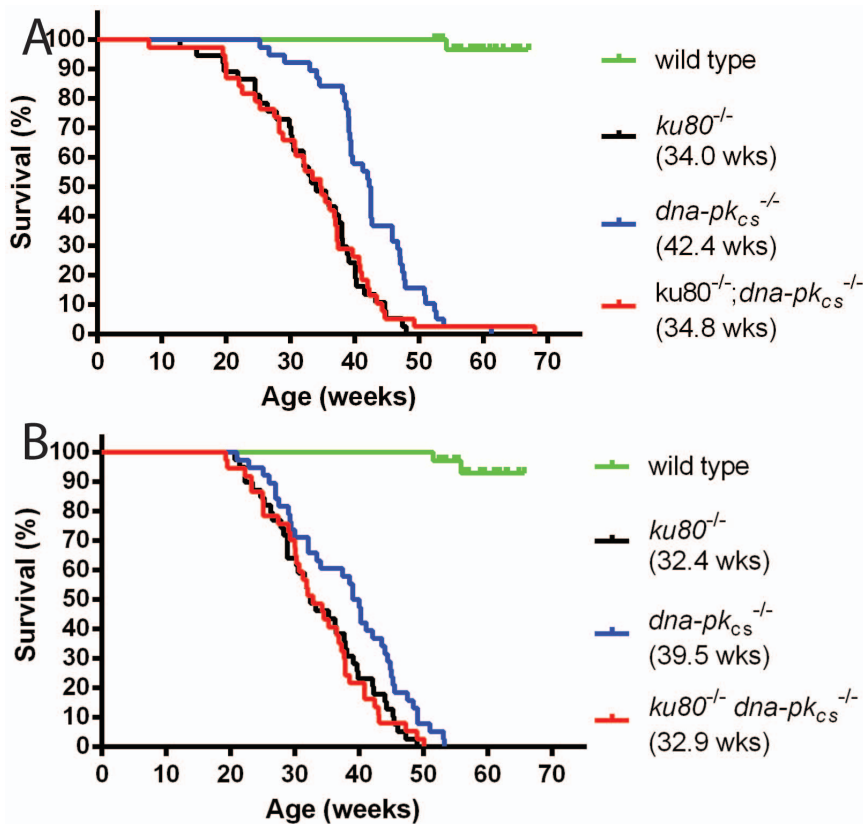 A
100
90
80
70
60
50
40
30
20
10
0
Survival (%)
0 10 20 30 40 50 60 70
Age (weeks)
wild type
ku80-/-
(34.0 wks)
dna-pkcs-/-
(42.4 wks)
ku80-/-;dna-pkcs-/-
(34.8 wks)
B
100
90
80
70
60
50
40
30
20
10
0
Survival (%)
0 10 20 30 40 50 60 70
Age (weeks)
wild type
ku80-/-
(32.4 wks)
dna-pkcs-/-
(39.5 wks)
ku80-/- dna-pkcs-/-
(32.9 wks)